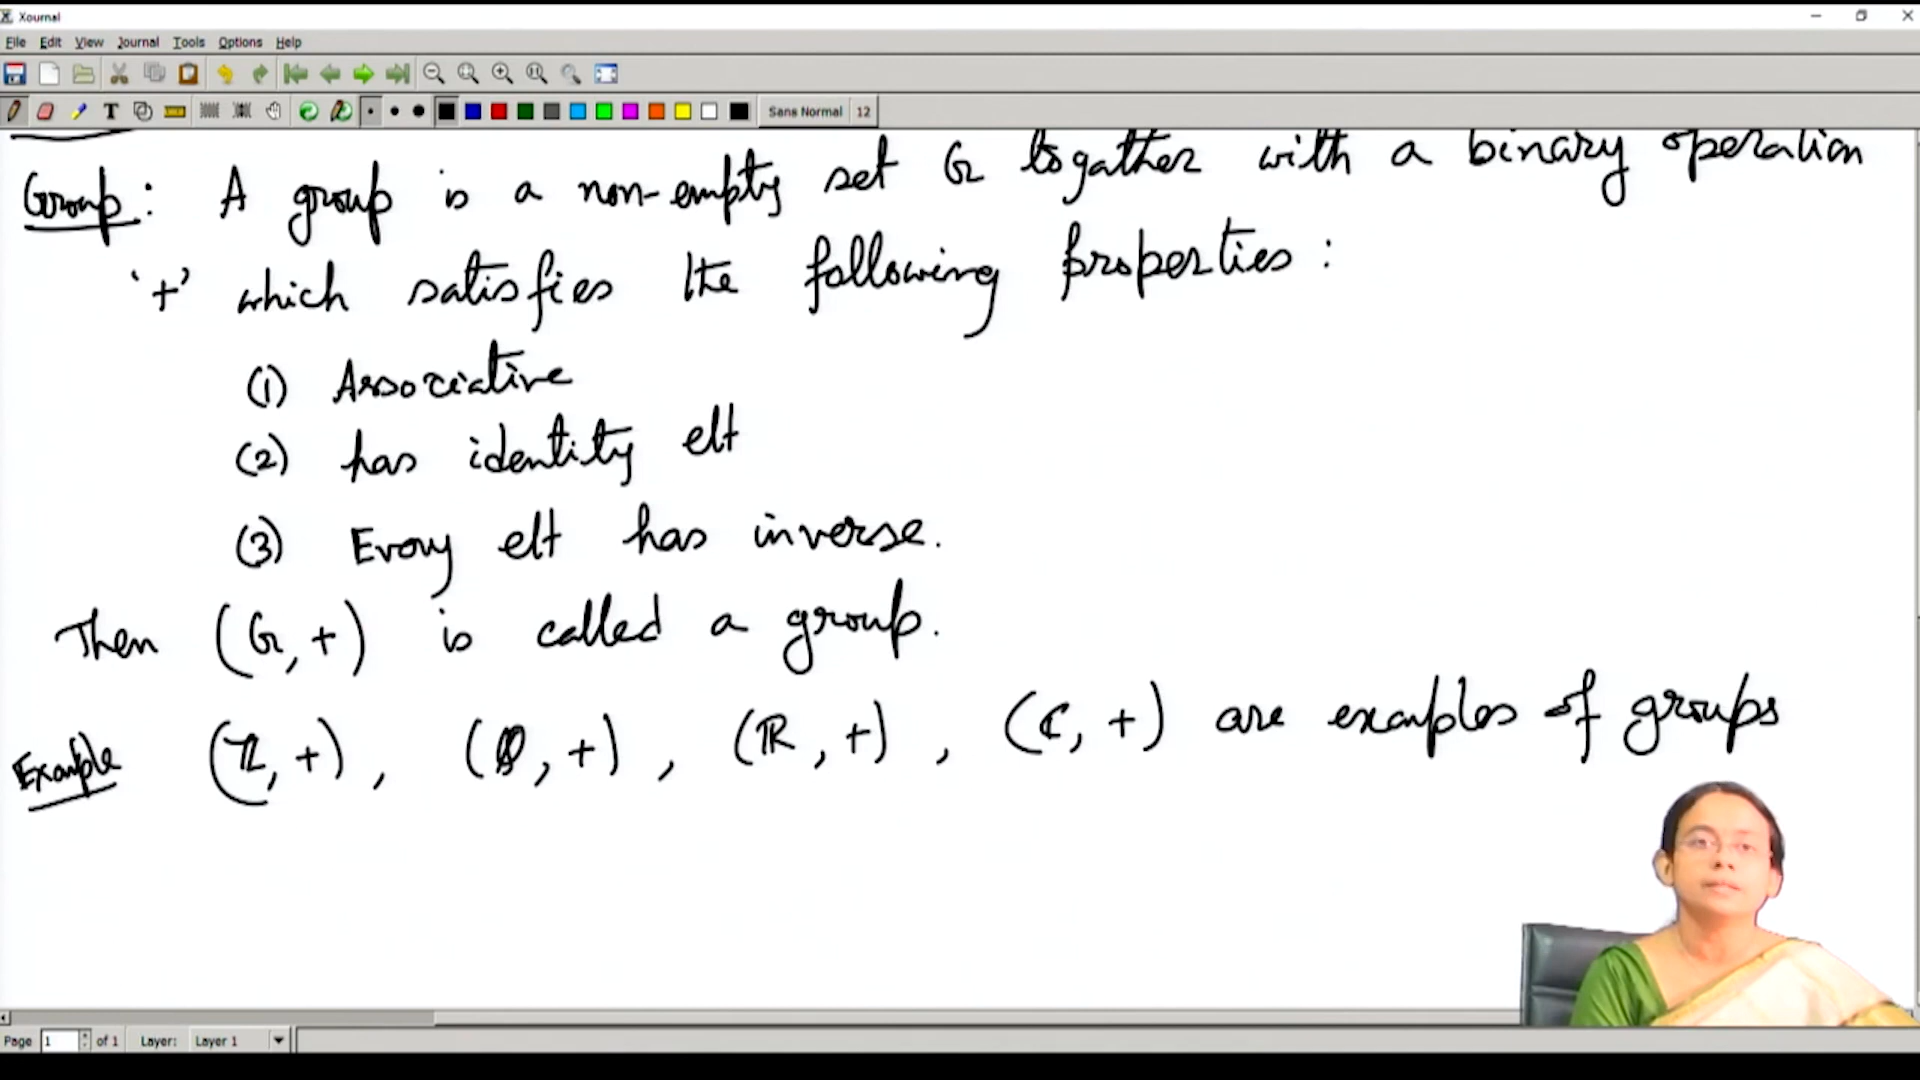 Xournal
File Edit View Journal Tools Options Help
Sans Normal 12
Group: A group is a non-empty set G togather with a binary operation
'+' which satisfies the following properties:
(1) Associative
(2) has identity elt
(3) Every elt has inverse.
Then (G, +) is called a group.
Example (ℤ, +), (ℚ, +), (ℝ, +), (ℂ, +) are examples of groups
Page 1 of 1 Layer: Layer 1